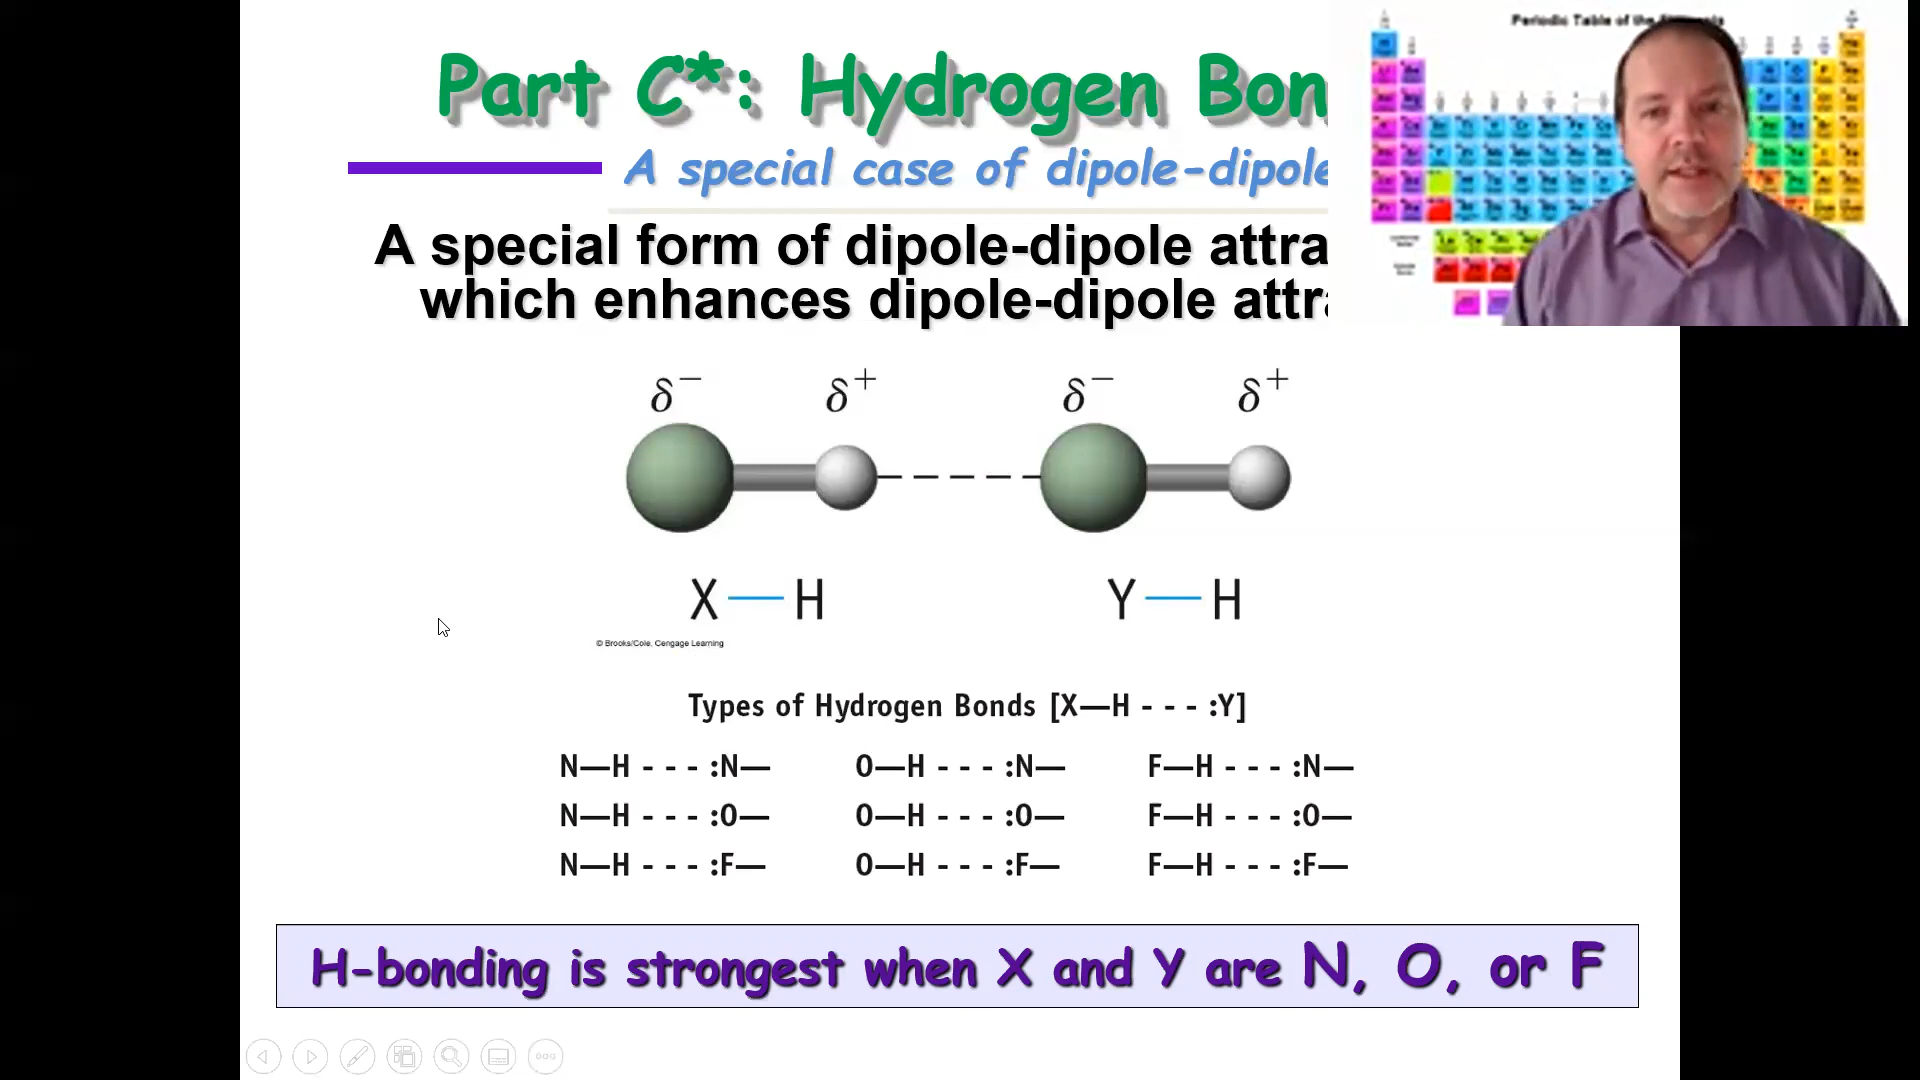 Part C*: Hydrogen Bon
A special case of dipole-dipole
A special form of dipole-dipole attra
which enhances dipole-dipole attra
Periodic Table of the
δ− δ+ δ− δ+
X — H Y — H
© Brooks/Cole, Cengage Learning
Types of Hydrogen Bonds [X—H - - - :Y]
N—H - - - :N— O—H - - - :N— F—H - - - :N—
N—H - - - :O— O—H - - - :O— F—H - - - :O—
N—H - - - :F— O—H - - - :F— F—H - - - :F—
H-bonding is strongest when X and Y are N, O, or F